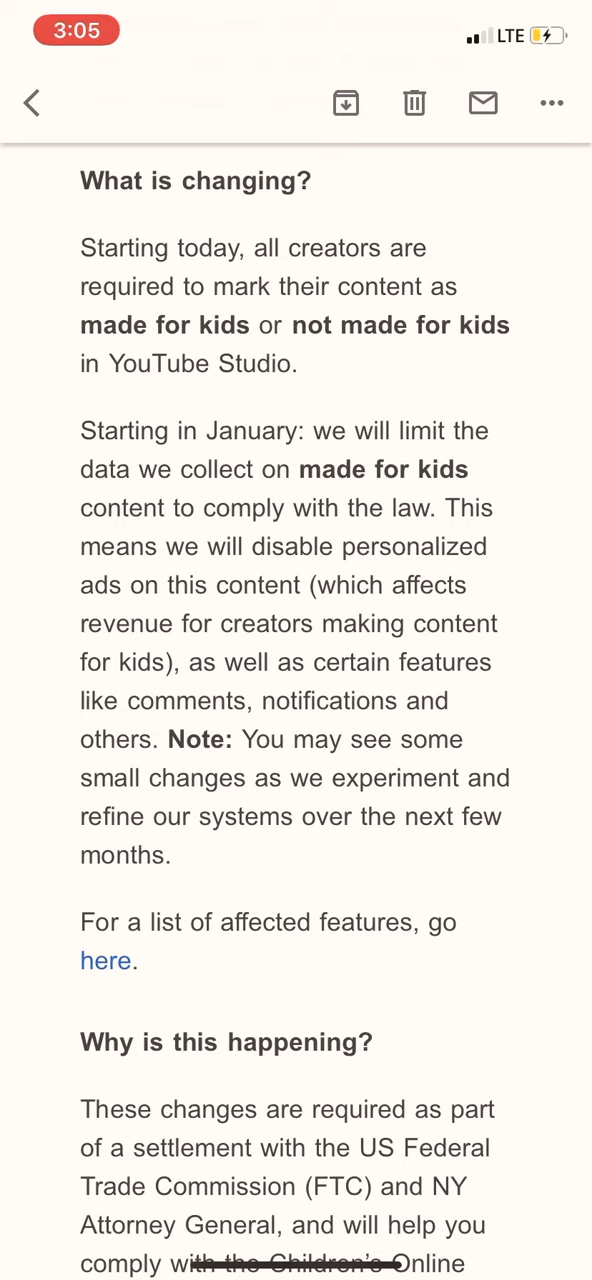 3:05
LTE
What is changing?
Starting today, all creators are
required to mark their content as
made for kids or not made for kids
in YouTube Studio.
Starting in January: we will limit the
data we collect on made for kids
content to comply with the law. This
means we will disable personalized
ads on this content (which affects
revenue for creators making content
for kids), as well as certain features
like comments, notifications and
others. Note: You may see some
small changes as we experiment and
refine our systems over the next few
months.
For a list of affected features, go
here.
Why is this happening?
These changes are required as part
of a settlement with the US Federal
Trade Commission (FTC) and NY
Attorney General, and will help you
comply with the Children's Online